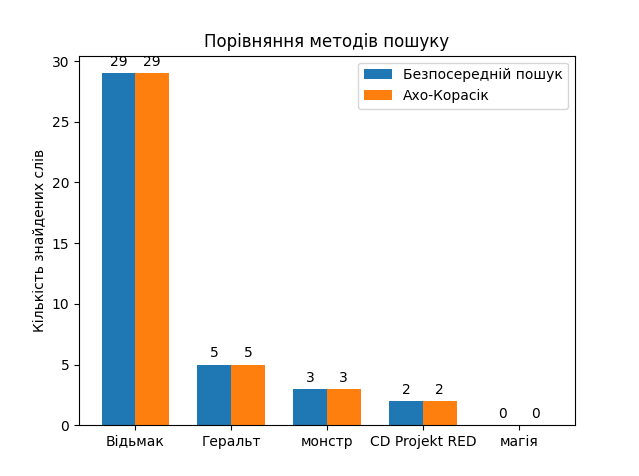 Порівняння методів пошуку
Безпосередній пошук
Ахо-Корасік
Кількість знайдених слів
30
25
20
15
10
5
0
29 29
5 5
3 3
2 2
0 0
Відьмак Геральт монстр CD Projekt RED магія